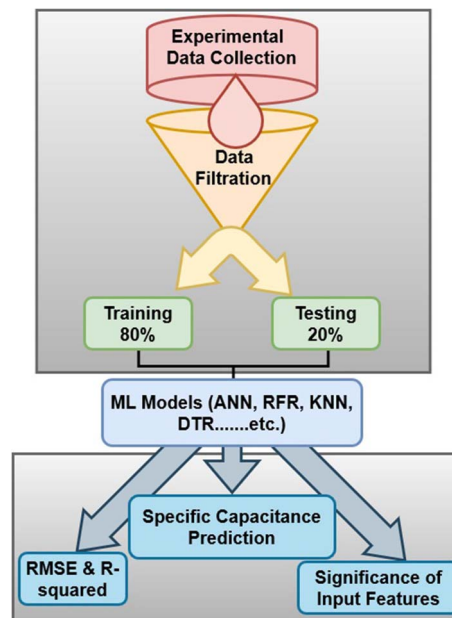 Experimental
Data Collection
Data
Filtration
Training
80%
Testing
20%
ML Models (ANN, RFR, KNN,
DTR.......etc.)
Specific Capacitance
Prediction
RMSE & R-
squared
Significance of
Input Features